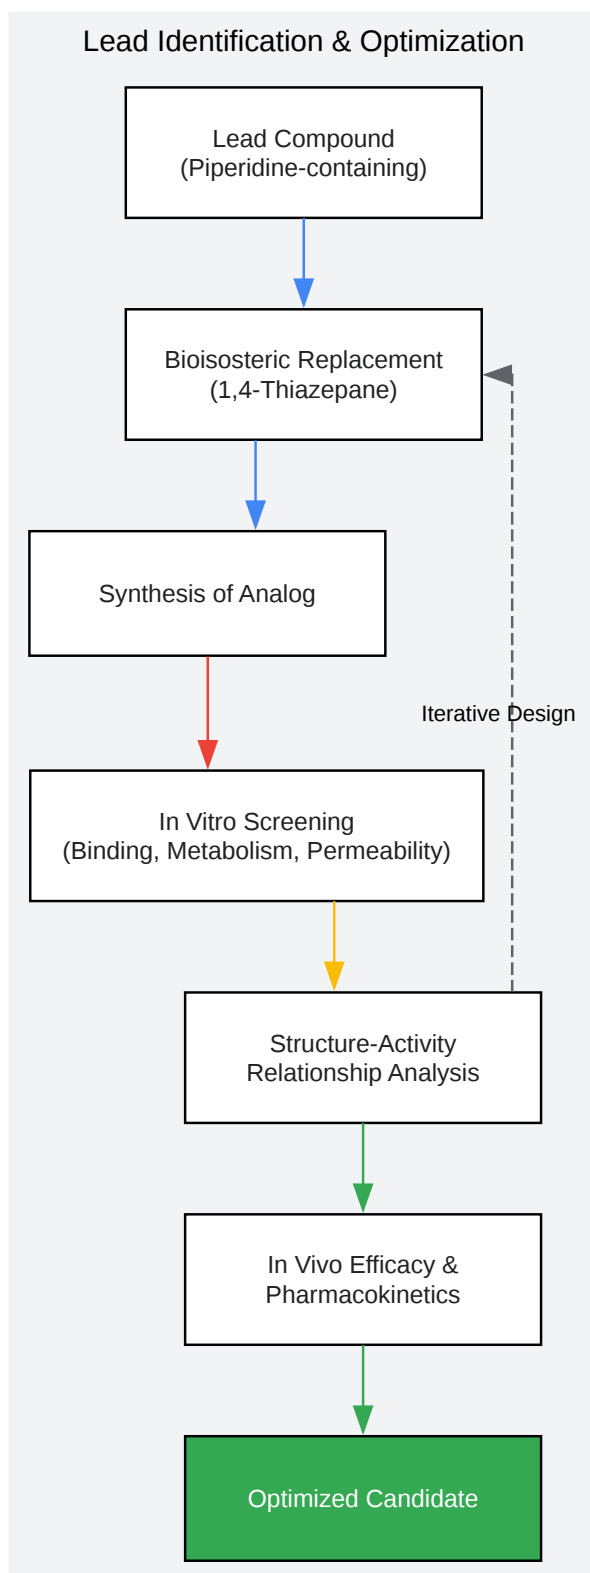 Lead Identification & Optimization
Lead Compound
(Piperidine-containing)
Bioisosteric Replacement
(1,4-Thiazepane)
Synthesis of Analog
Iterative Design
In Vitro Screening
(Binding, Metabolism, Permeability)
Structure-Activity
Relationship Analysis
In Vivo Efficacy &
Pharmacokinetics
Optimized Candidate